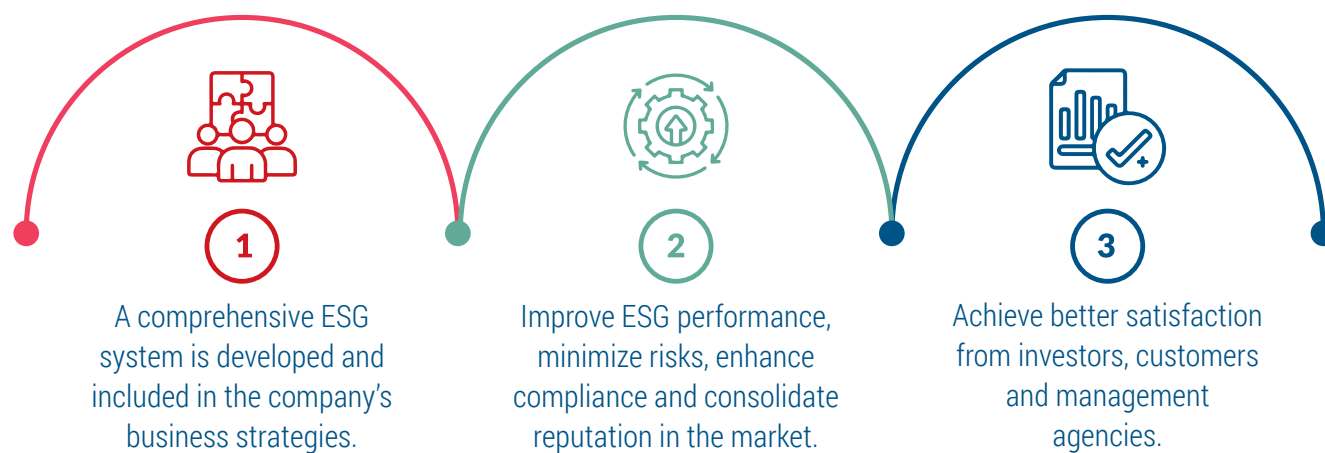 1
A comprehensive ESG
system is developed and
included in the company's
business strategies.
2
Improve ESG performance,
minimize risks, enhance
compliance and consolidate
reputation in the market.
3
Achieve better satisfaction
from investors, customers
and management
agencies.